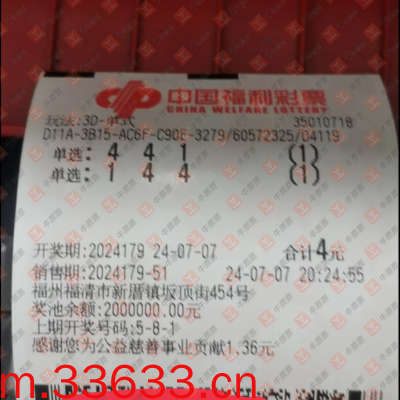 中国福利彩票
CHINA WELFARE LOTTERY
玩法:3D-单式 35010718
D11A-3B15-AC6F-C90E-3279/60572325/04119
单选: 4 4 1 (1)
单选: 1 4 4 (1)
开奖期:2024179 24-07-07 合计4元
销售期:2024179-51 24-07-07 20:24:55
福州福清市新厝镇坂顶街454号
奖池余额:2000000.00元
上期开奖号码:5-8-1
感谢您为公益慈善事业贡献1.36元
m.33633.cn